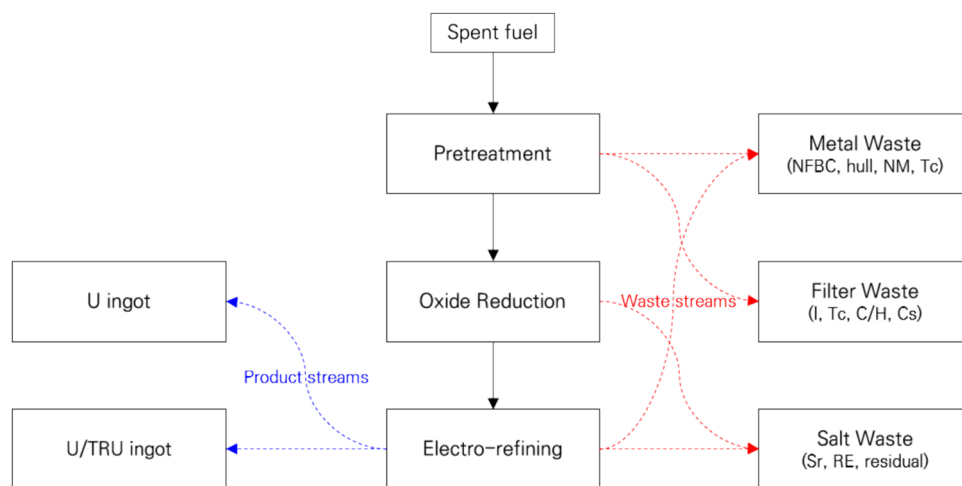 Spent fuel
Pretreatment
Metal Waste
(NFBC, hull, NM, Tc)
U ingot
Oxide Reduction
Waste streams
Filter Waste
(I, Tc, C/H, Cs)
Product streams
U/TRU ingot
Electro-refining
Salt Waste
(Sr, RE, residual)